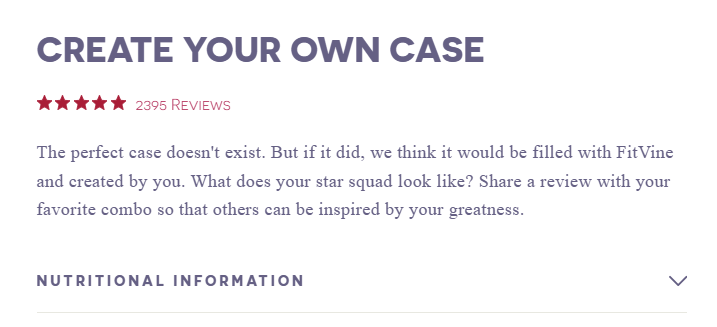 CREATE YOUR OWN CASE
2395 Reviews
The perfect case doesn't exist. But if it did, we think it would be filled with FitVine
and created by you. What does your star squad look like? Share a review with your
favorite combo so that others can be inspired by your greatness.
NUTRITIONAL INFORMATION